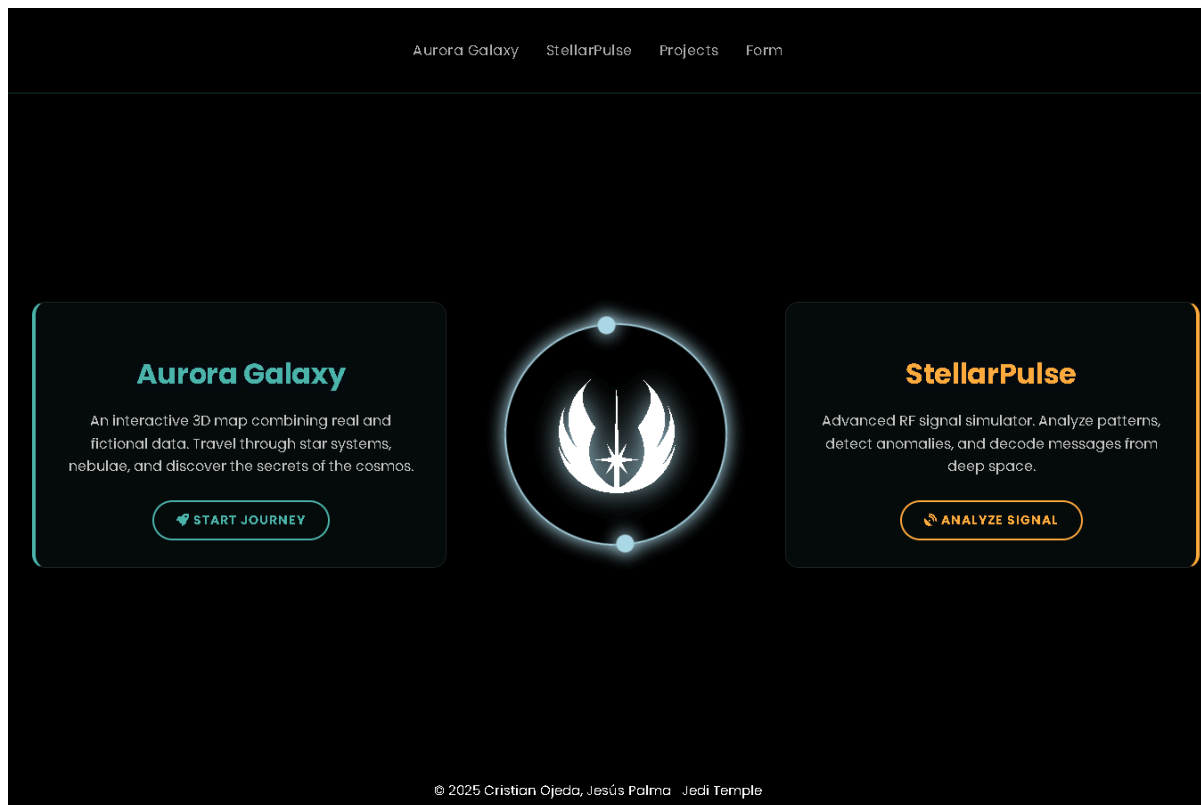 Aurora Galaxy StellarPulse Projects Form
Aurora Galaxy
An interactive 3D map combining real and
fictional data. Travel through star systems,
nebulae, and discover the secrets of the cosmos.
START JOURNEY
StellarPulse
Advanced RF signal simulator. Analyze patterns,
detect anomalies, and decode messages from
deep space.
ANALYZE SIGNAL
© 2025 Cristian Ojeda, Jesús Palma Jedi Temple